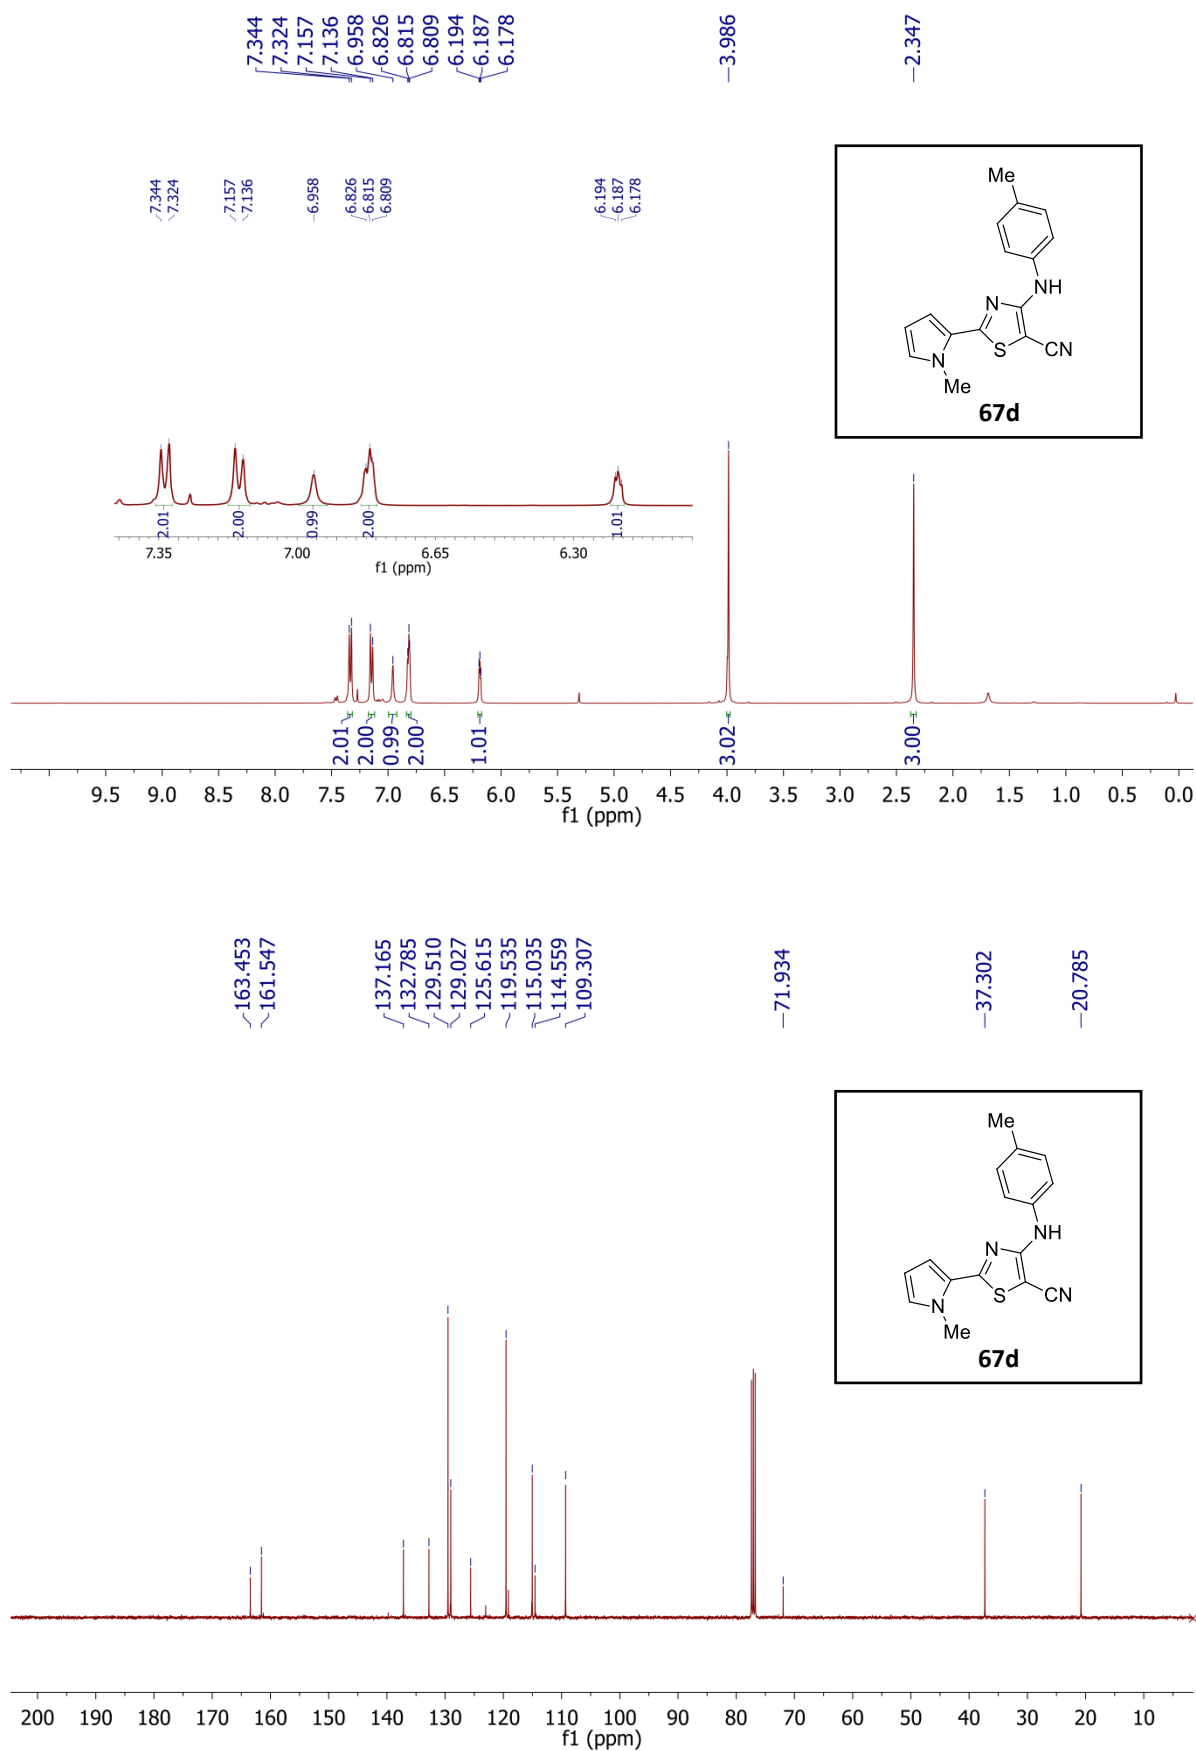 7.344
7.324
7.157
7.136
6.958
6.826
6.815
6.809
6.194
6.187
6.178
3.986
2.347
7.344
7.324
7.157
7.136
6.958
6.826
6.815
6.809
6.194
6.187
6.178
Me
NH
N
S
CN
N
Me
67d
2.01
2.00
0.99
2.00
1.01
7.35 7.00 6.65 6.30
f1 (ppm)
2.01
2.00
0.99
2.00
1.01
3.02
3.00
9.5 9.0 8.5 8.0 7.5 7.0 6.5 6.0 5.5 5.0 4.5 4.0 3.5 3.0 2.5 2.0 1.5 1.0 0.5 0.0
f1 (ppm)
163.453
161.547
137.165
132.785
129.510
129.027
125.615
119.535
115.035
114.559
109.307
71.934
37.302
20.785
Me
NH
N
S
CN
N
Me
67d
200 190 180 170 160 150 140 130 120 110 100 90 80 70 60 50 40 30 20 10
f1 (ppm)